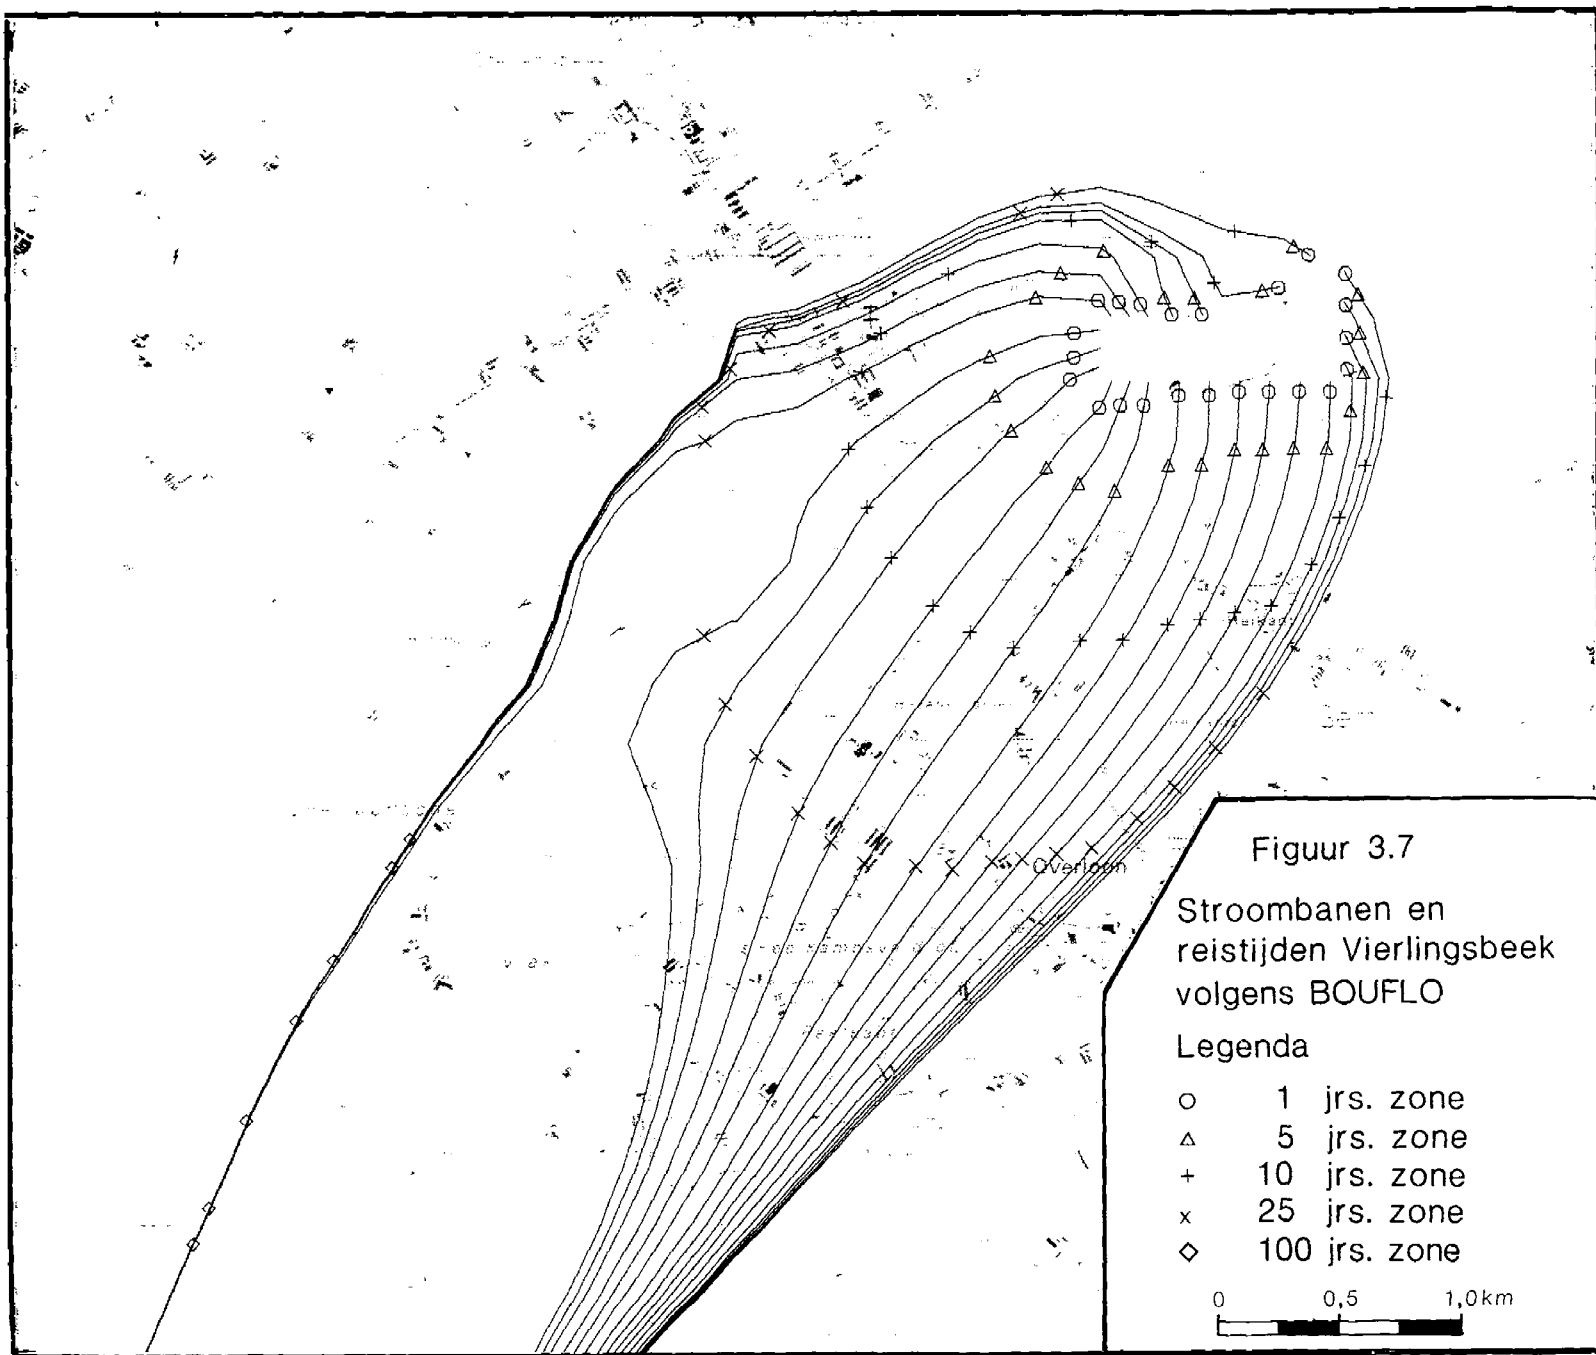 Overloon
Figuur 3.7
Stroombanen en
reistijden Vierlingsbeek
volgens BOUFLO
Legenda
1 jrs. zone
5 jrs. zone
10 jrs. zone
25 jrs. zone
100 jrs. zone
0 0,5 1,0km